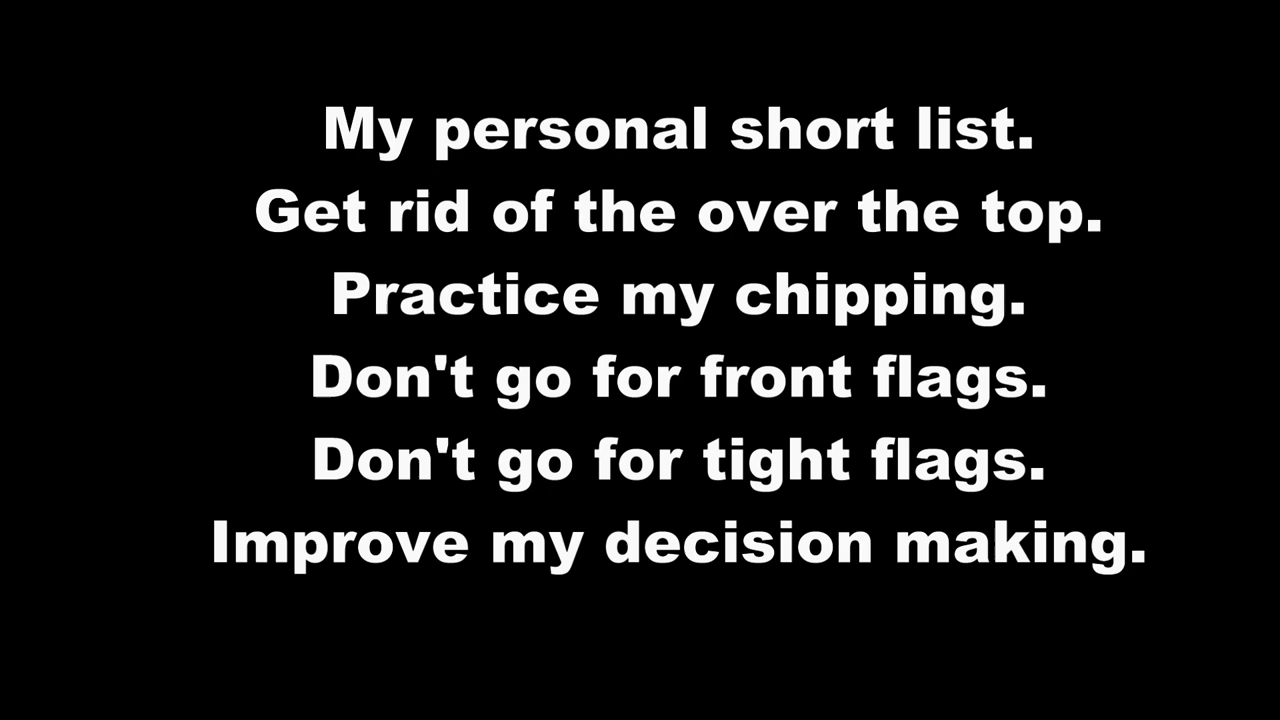 My personal short list.
Get rid of the over the top.
Practice my chipping.
Don't go for front flags.
Don't go for tight flags.
Improve my decision making.